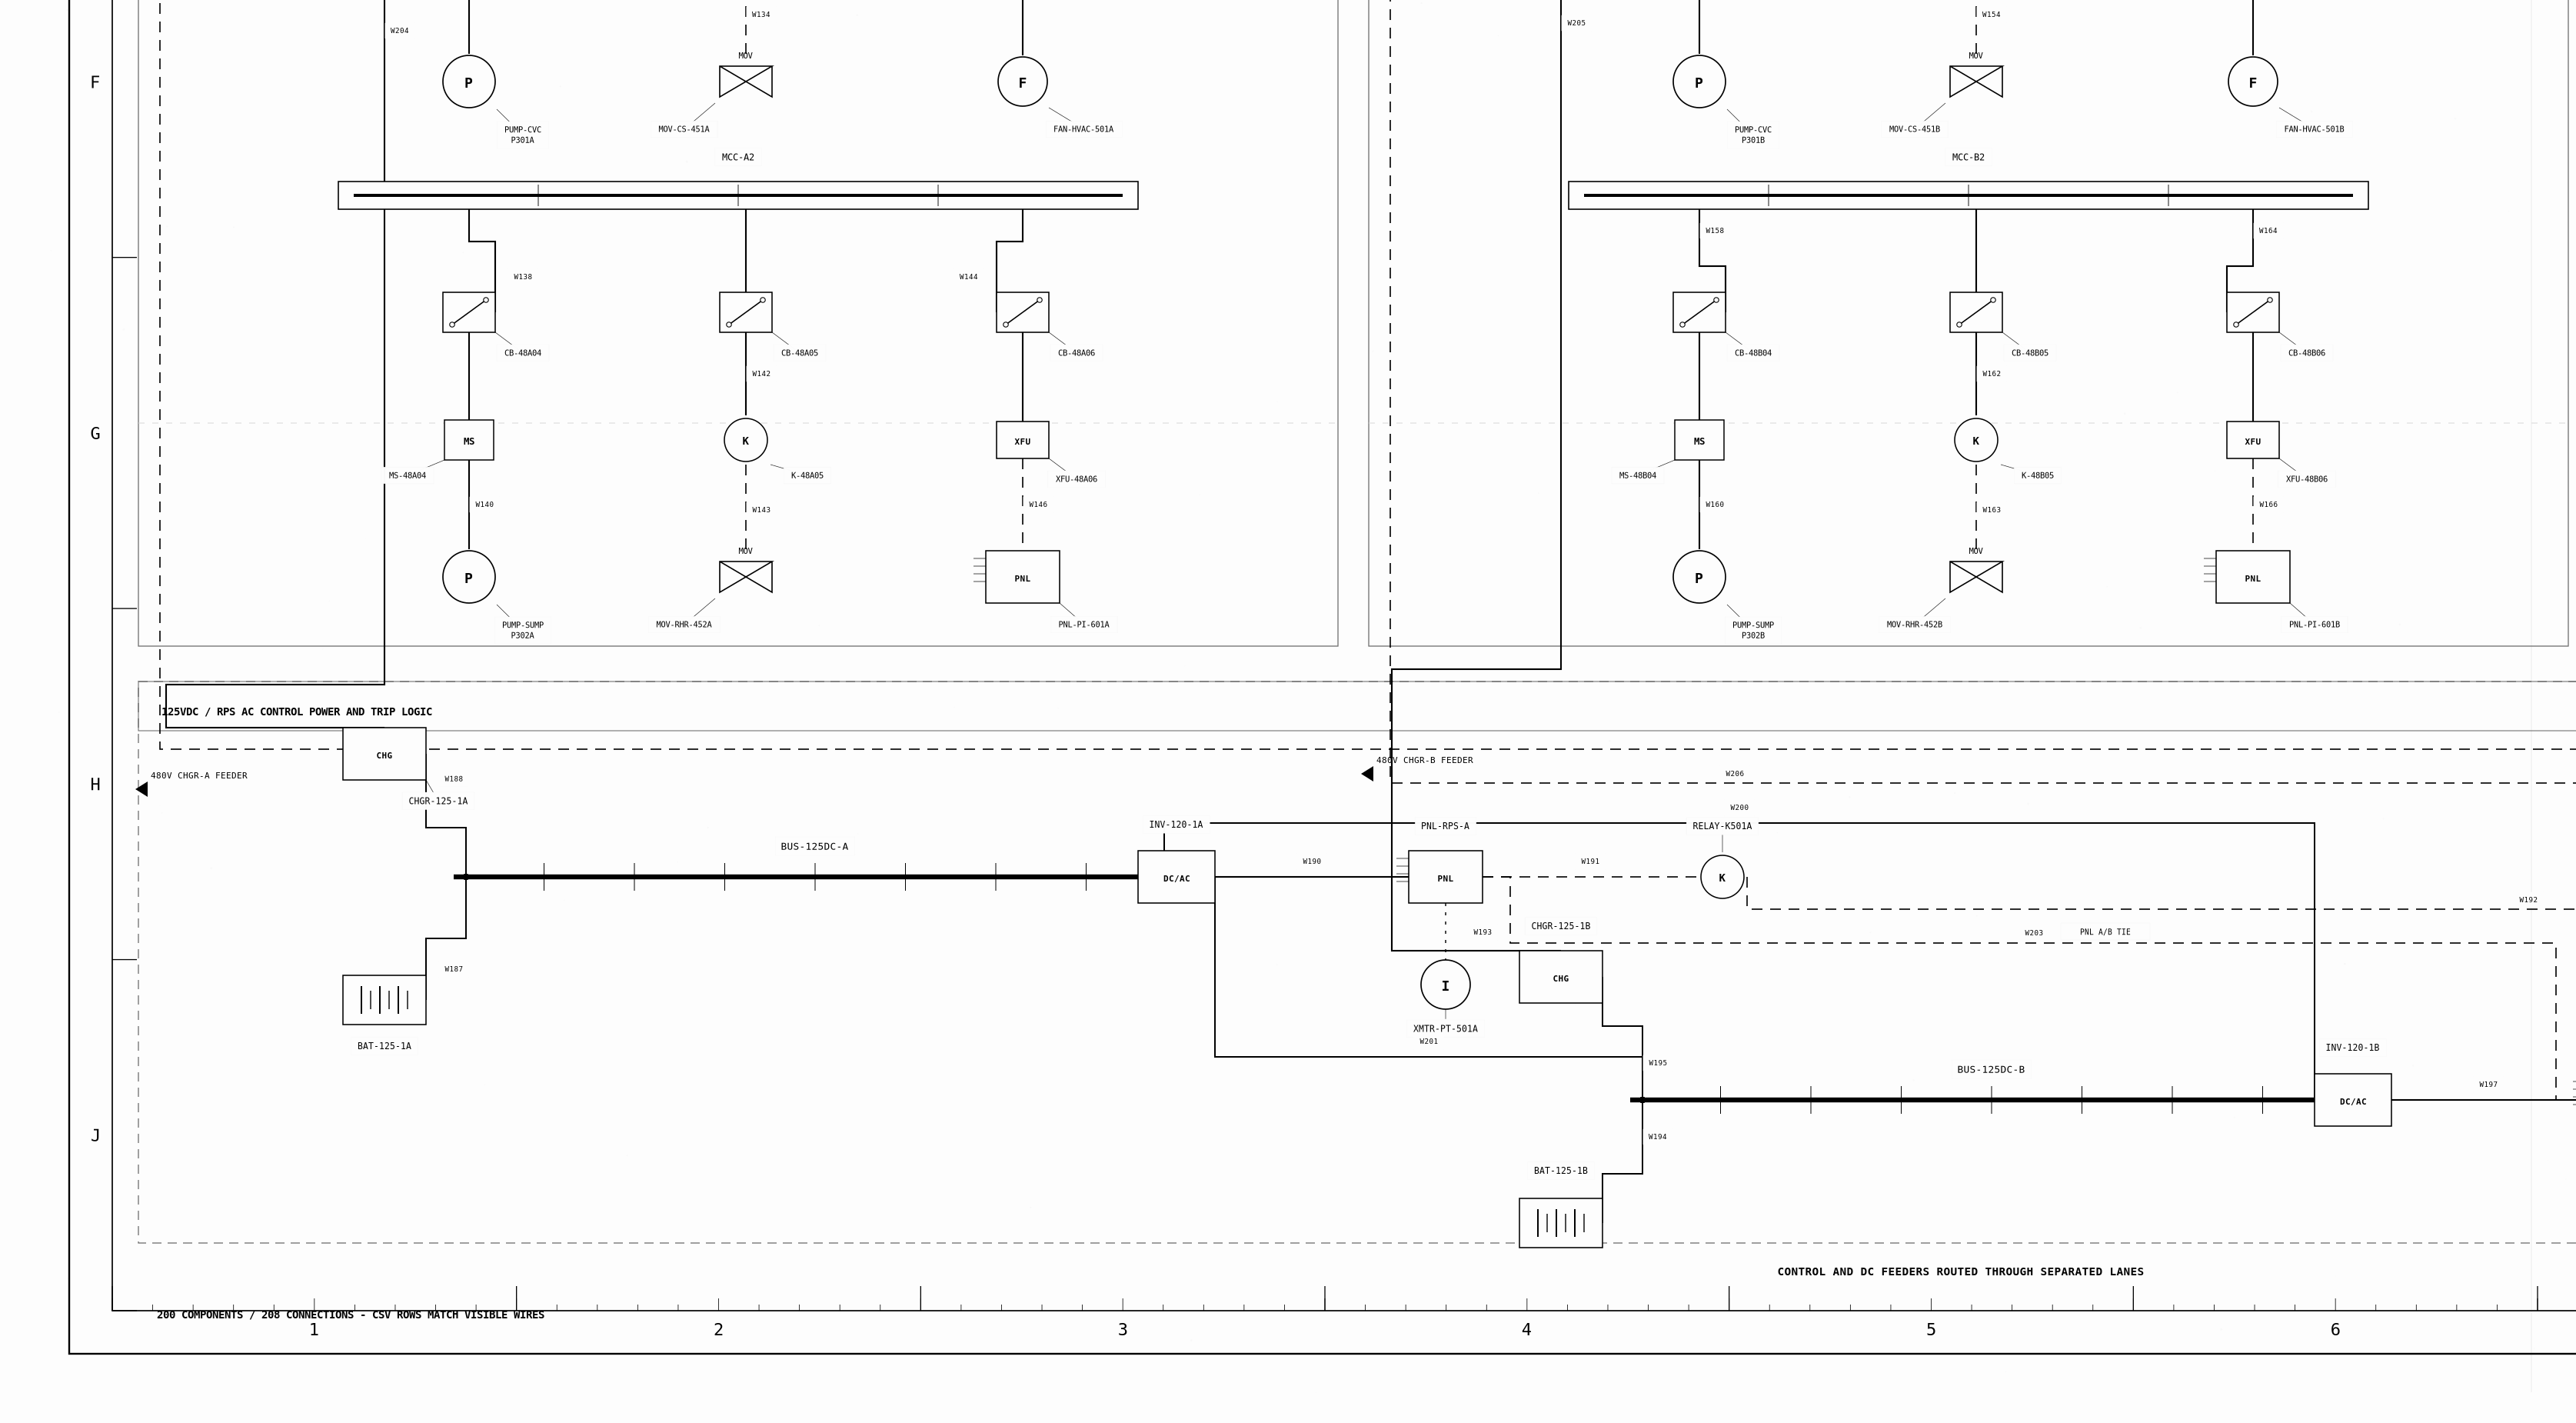 W134
W154
W204
W205
F
MOV
MOV
P
F
P
F
PUMP-CVC
P301A
MOV-CS-451A
FAN-HVAC-501A
PUMP-CVC
P301B
MOV-CS-451B
FAN-HVAC-501B
MCC-A2
MCC-B2
W158
W164
W138
W144
CB-48A04
CB-48A05
CB-48A06
CB-48B04
CB-48B05
CB-48B06
W142
W162
G
MS
K
XFU
MS
K
XFU
MS-48A04
K-48A05
XFU-48A06
MS-48B04
K-48B05
XFU-48B06
W140
W143
W146
W160
W163
W166
MOV
MOV
P
PNL
P
PNL
PUMP-SUMP
P302A
MOV-RHR-452A
PNL-PI-601A
PUMP-SUMP
P302B
MOV-RHR-452B
PNL-PI-601B
125VDC / RPS AC CONTROL POWER AND TRIP LOGIC
CHG
480V CHGR-B FEEDER
H
480V CHGR-A FEEDER
W188
W206
CHGR-125-1A
W200
INV-120-1A
PNL-RPS-A
RELAY-K501A
BUS-125DC-A
W190
W191
DC/AC
PNL
K
W192
CHGR-125-1B
W193
W203
PNL A/B TIE
W187
CHG
I
XMTR-PT-501A
W201
BAT-125-1A
INV-120-1B
W195
BUS-125DC-B
W197
DC/AC
J
W194
BAT-125-1B
CONTROL AND DC FEEDERS ROUTED THROUGH SEPARATED LANES
200 COMPONENTS / 208 CONNECTIONS - CSV ROWS MATCH VISIBLE WIRES
1
2
3
4
5
6